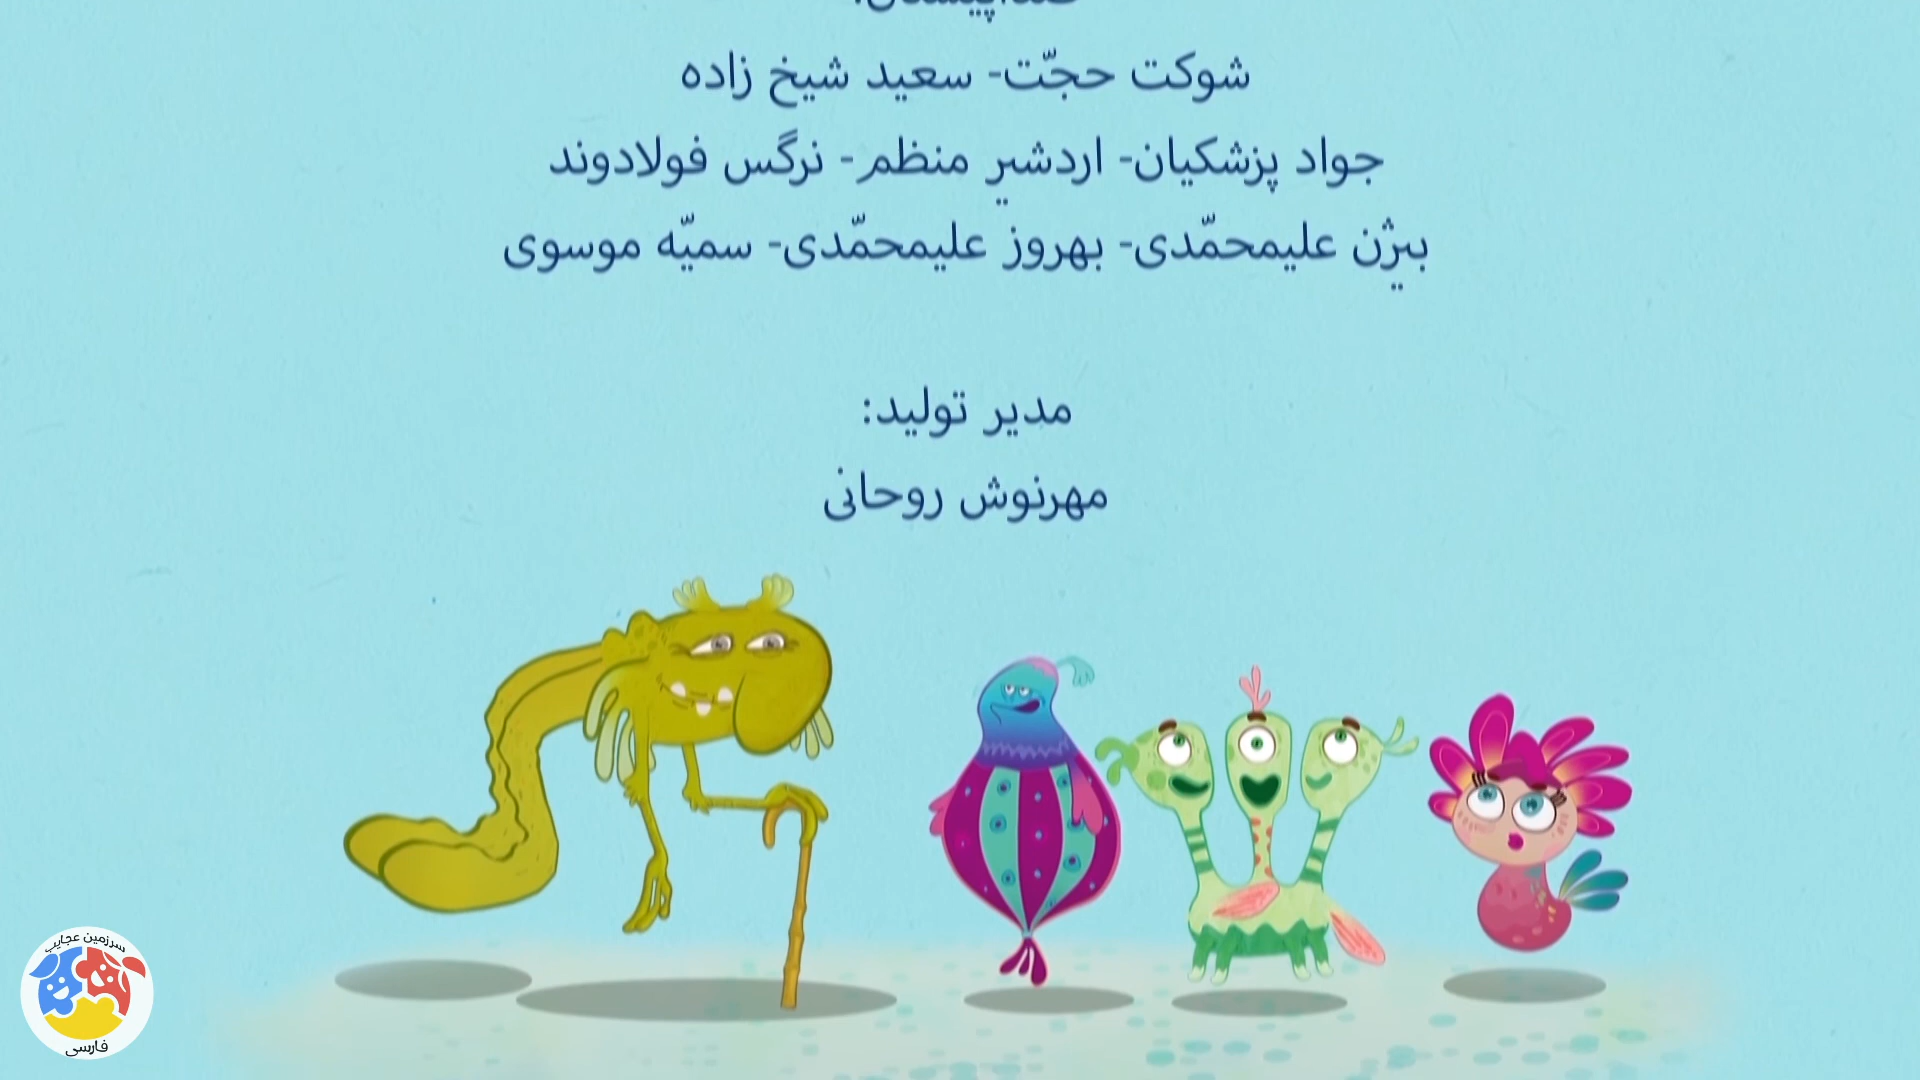 صداپیشگان:
شوکت حجّت- سعید شیخ زاده
جواد پزشکیان- اردشیر منظم- نرگس فولادوند
بیژن علیمحمّدی- بهروز علیمحمّدی- سمیّه موسوی
مدیر تولید:
مهرنوش روحانی
سرزمین عجایب
فارسی